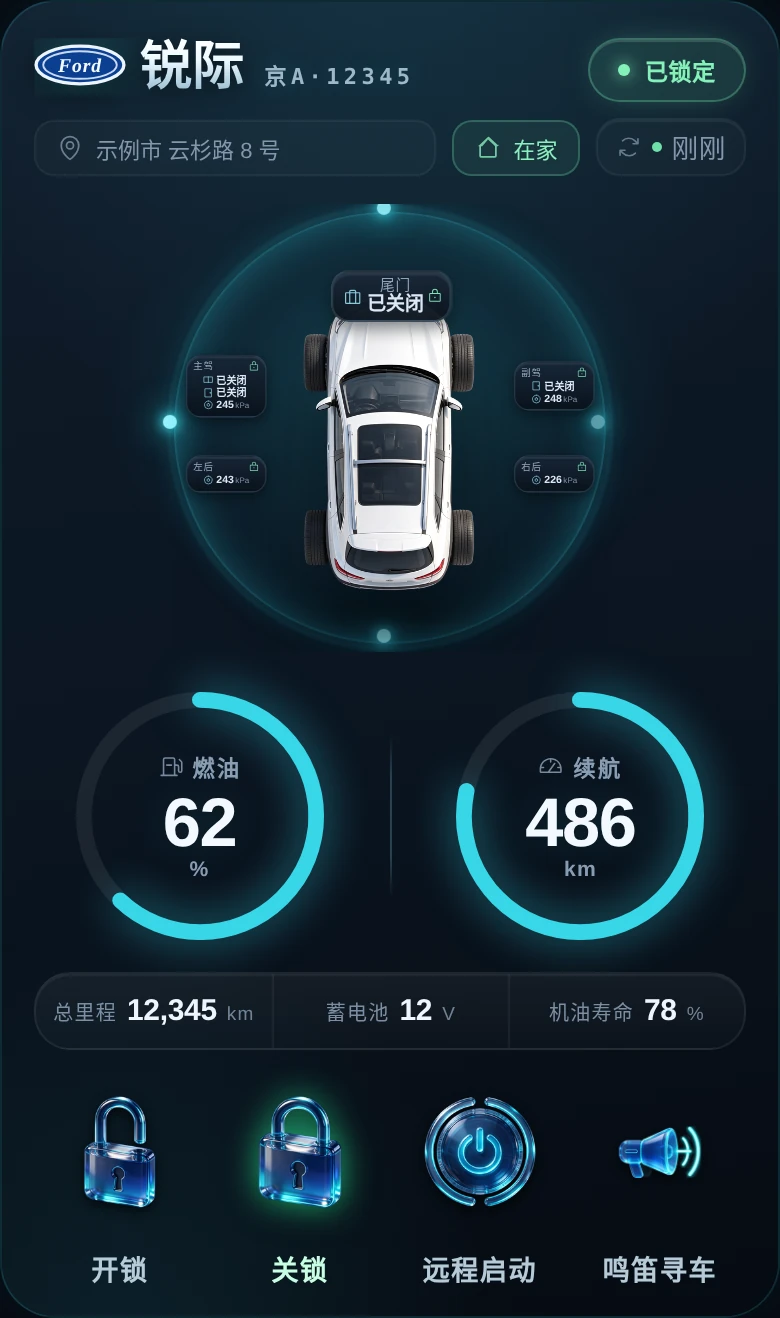 Ford 锐际 京A·12345 已锁定
示例市 云杉路 8 号 在家 刚刚
尾门
已关闭
主驾
已关闭
已关闭
245 kPa
副驾
已关闭
248 kPa
左后
243 kPa
右后
226 kPa
燃油
62
%
续航
486
km
总里程 12,345 km 蓄电池 12 V 机油寿命 78 %
开锁 关锁 远程启动 鸣笛寻车